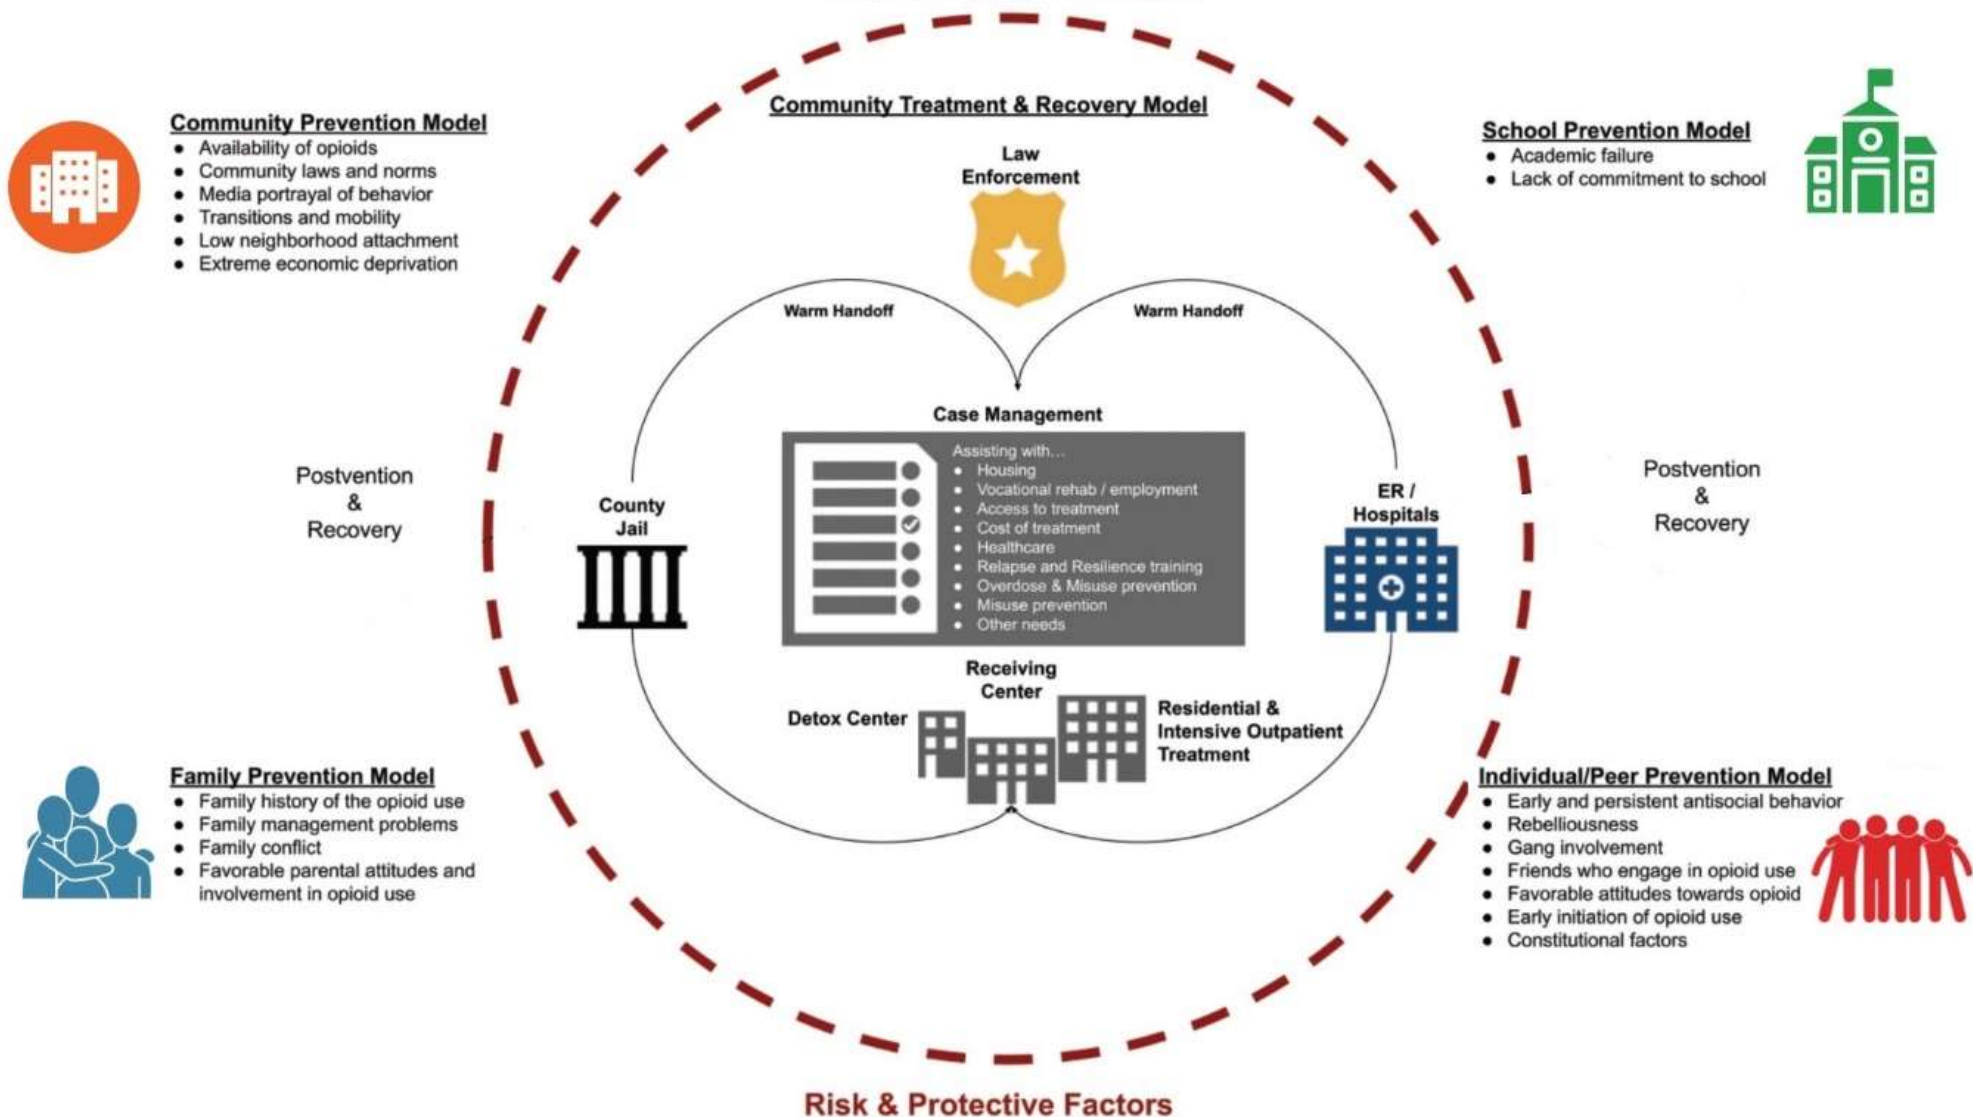 Community Treatment & Recovery Model
Community Prevention Model
● Availability of opioids
● Community laws and norms
● Media portrayal of behavior
● Transitions and mobility
● Low neighborhood attachment
● Extreme economic deprivation
School Prevention Model
● Academic failure
● Lack of commitment to school
Law
Enforcement
Warm Handoff
Warm Handoff
Case Management
Assisting with...
● Housing
● Vocational rehab / employment
● Access to treatment
● Cost of treatment
● Healthcare
● Relapse and Resilience training
● Overdose & Misuse prevention
● Misuse prevention
● Other needs
Postvention
&
Recovery
County
Jail
ER /
Hospitals
Postvention
&
Recovery
Receiving
Center
Detox Center
Residential &
Intensive Outpatient
Treatment
Family Prevention Model
● Family history of the opioid use
● Family management problems
● Family conflict
● Favorable parental attitudes and
involvement in opioid use
Individual/Peer Prevention Model
● Early and persistent antisocial behavior
● Rebelliousness
● Gang involvement
● Friends who engage in opioid use
● Favorable attitudes towards opioid
● Early initiation of opioid use
● Constitutional factors
Risk & Protective Factors